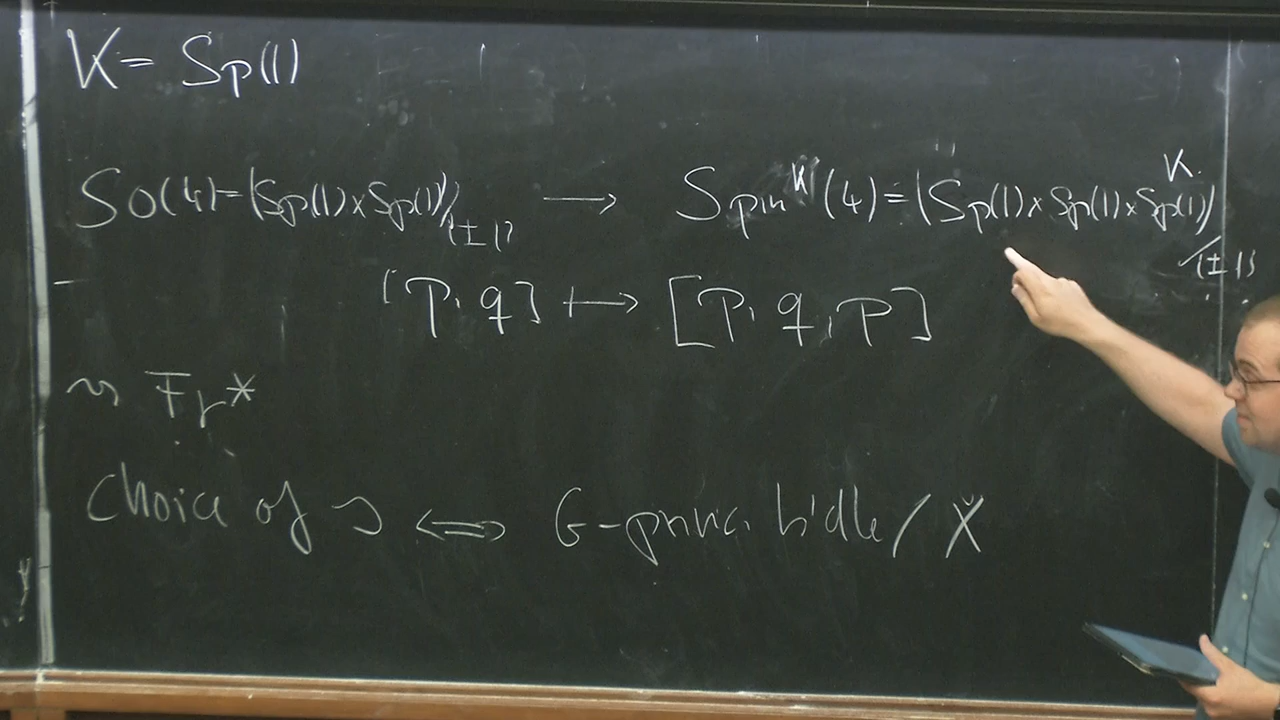 K = Sp(1)
SO(4) = (Sp(1) × Sp(1))/{±1} → Spin^K(4) = (Sp(1) × Sp(1) × Sp(1))/{±1}
K
[p, q] ↦ [p, q, p]
⇝ Fr*
Choice of s ⟺ G-princ. b'dle / X